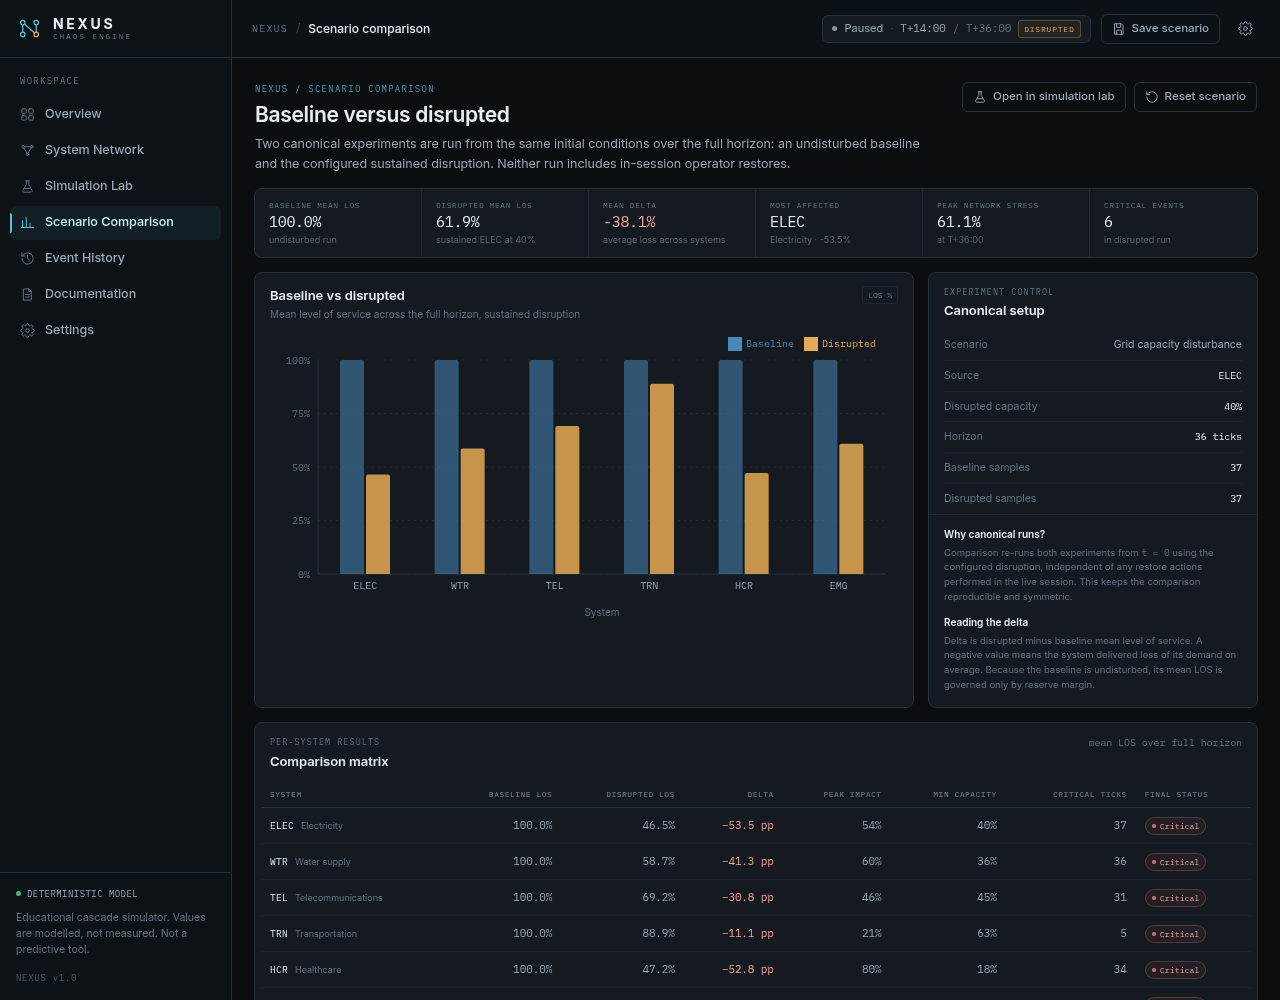 NEXUS
CHAOS ENGINE
NEXUS / Scenario comparison
Paused · T+14:00 / T+36:00 DISRUPTED
Save scenario
WORKSPACE
Overview
System Network
Simulation Lab
Scenario Comparison
Event History
Documentation
Settings
DETERMINISTIC MODEL
Educational cascade simulator. Values
are modelled, not measured. Not a
predictive tool.
NEXUS v1.0
NEXUS / SCENARIO COMPARISON
Baseline versus disrupted
Two canonical experiments are run from the same initial conditions over the full horizon: an undisturbed baseline
and the configured sustained disruption. Neither run includes in-session operator restores.
Open in simulation lab
Reset scenario
BASELINE MEAN LOS
100.0%
undisturbed run
DISRUPTED MEAN LOS
61.9%
sustained ELEC at 40%
MEAN DELTA
-38.1%
average loss across systems
MOST AFFECTED
ELEC
Electricity · -53.5%
PEAK NETWORK STRESS
61.1%
at T+36:00
CRITICAL EVENTS
6
in disrupted run
Baseline vs disrupted
LOS %
Mean level of service across the full horizon, sustained disruption
Baseline Disrupted
100%
75%
50%
25%
0%
ELEC WTR TEL TRN HCR EMG
System
EXPERIMENT CONTROL
Canonical setup
Scenario Grid capacity disturbance
Source ELEC
Disrupted capacity 40%
Horizon 36 ticks
Baseline samples 37
Disrupted samples 37
Why canonical runs?
Comparison re-runs both experiments from t = 0 using the
configured disruption, independent of any restore actions
performed in the live session. This keeps the comparison
reproducible and symmetric.
Reading the delta
Delta is disrupted minus baseline mean level of service. A
negative value means the system delivered less of its demand on
average. Because the baseline is undisturbed, its mean LOS is
governed only by reserve margin.
PER-SYSTEM RESULTS
mean LOS over full horizon
Comparison matrix
SYSTEM BASELINE LOS DISRUPTED LOS DELTA PEAK IMPACT MIN CAPACITY CRITICAL TICKS FINAL STATUS
ELEC Electricity 100.0% 46.5% −53.5 pp 54% 40% 37 Critical
WTR Water supply 100.0% 58.7% −41.3 pp 60% 36% 36 Critical
TEL Telecommunications 100.0% 69.2% −30.8 pp 46% 45% 31 Critical
TRN Transportation 100.0% 88.9% −11.1 pp 21% 63% 5 Critical
HCR Healthcare 100.0% 47.2% −52.8 pp 80% 18% 34 Critical